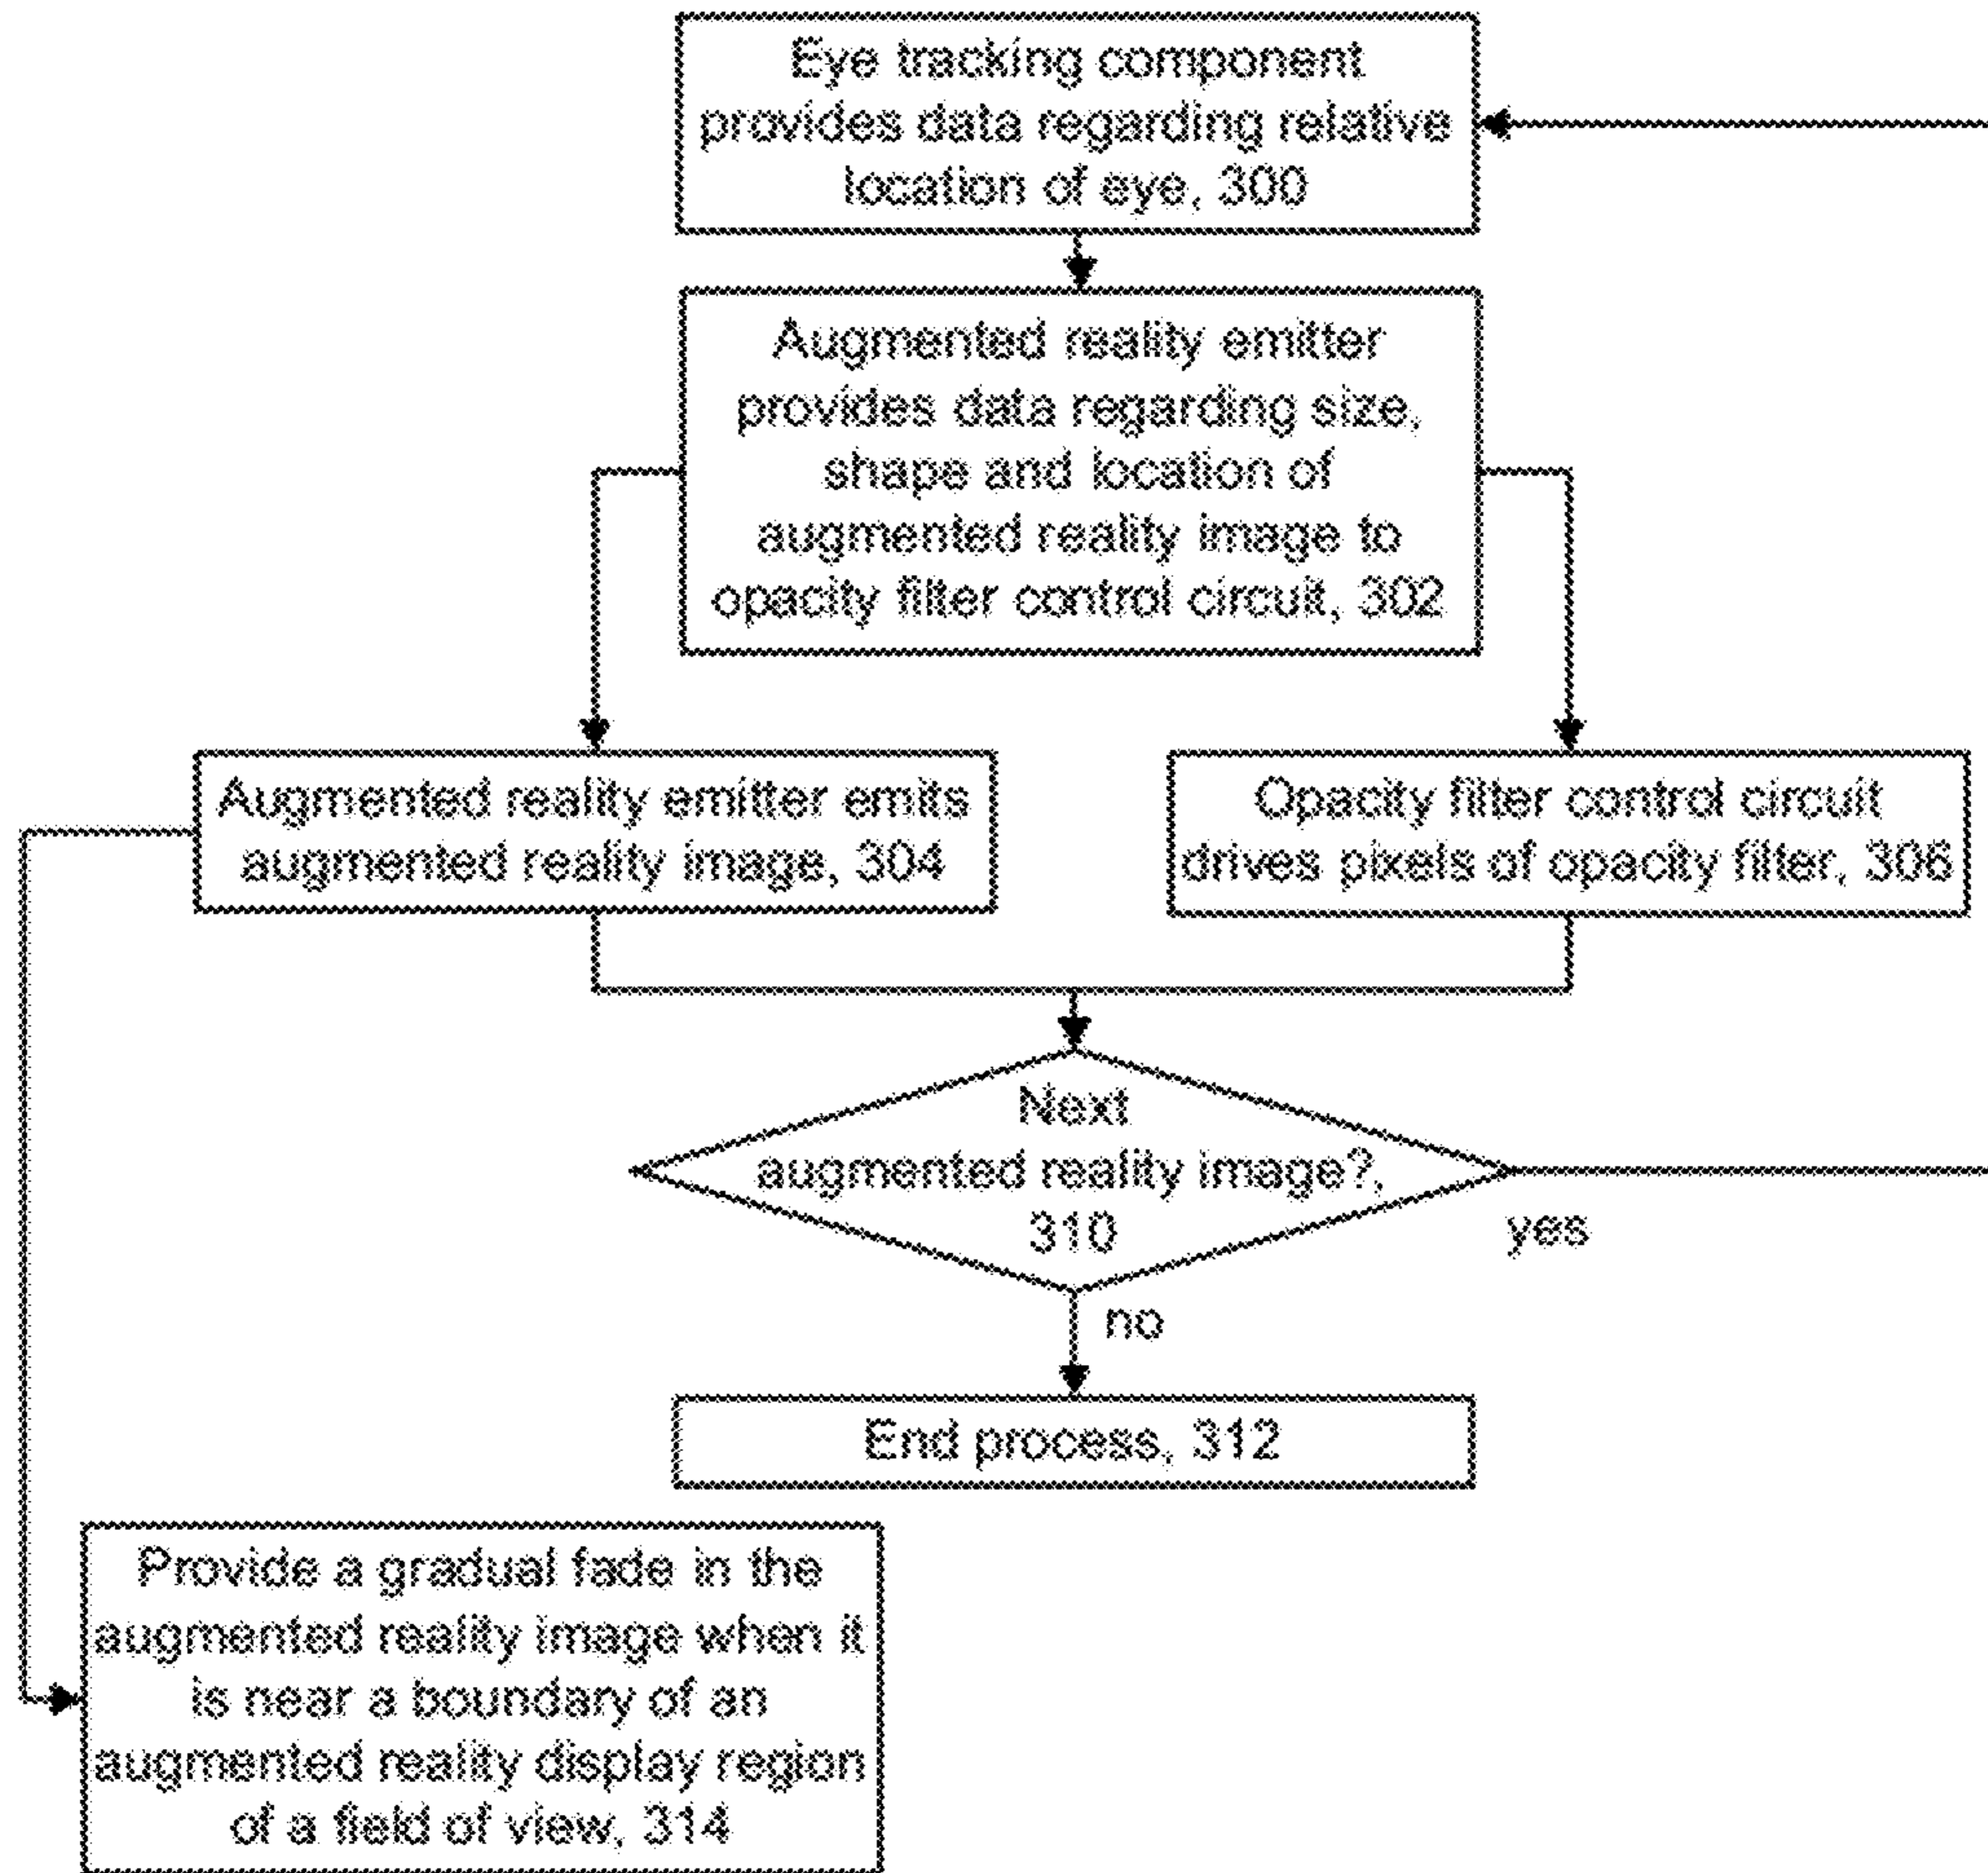 Eye tracking component
provides data regarding relative
location of eye, 300
Augmented reality emitter
provides data regarding size,
shape and location of
augmented reality image to
opacity filter control circuit, 302
Augmented reality emitter emits
augmented reality image, 304
Opacity filter control circuit
drives pixels of opacity filter, 306
Next
augmented reality image?,
310
yes
no
End process, 312
Provide a gradual fade in the
augmented reality image when it
is near a boundary of an
augmented reality display region
of a field of view, 314